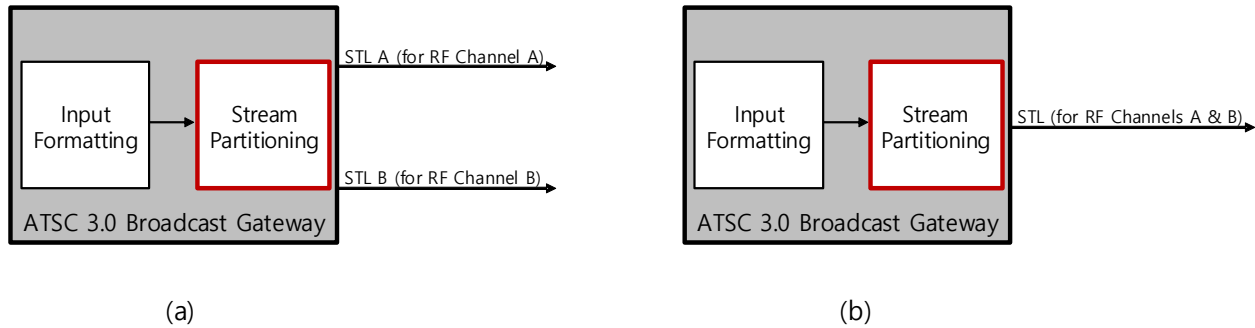 STL A (for RF Channel A)
Input
Formatting
Stream
Partitioning
STL B (for RF Channel B)
ATSC 3.0 Broadcast Gateway
(a)
Input
Formatting
Stream
Partitioning
STL (for RF Channels A & B)
ATSC 3.0 Broadcast Gateway
(b)